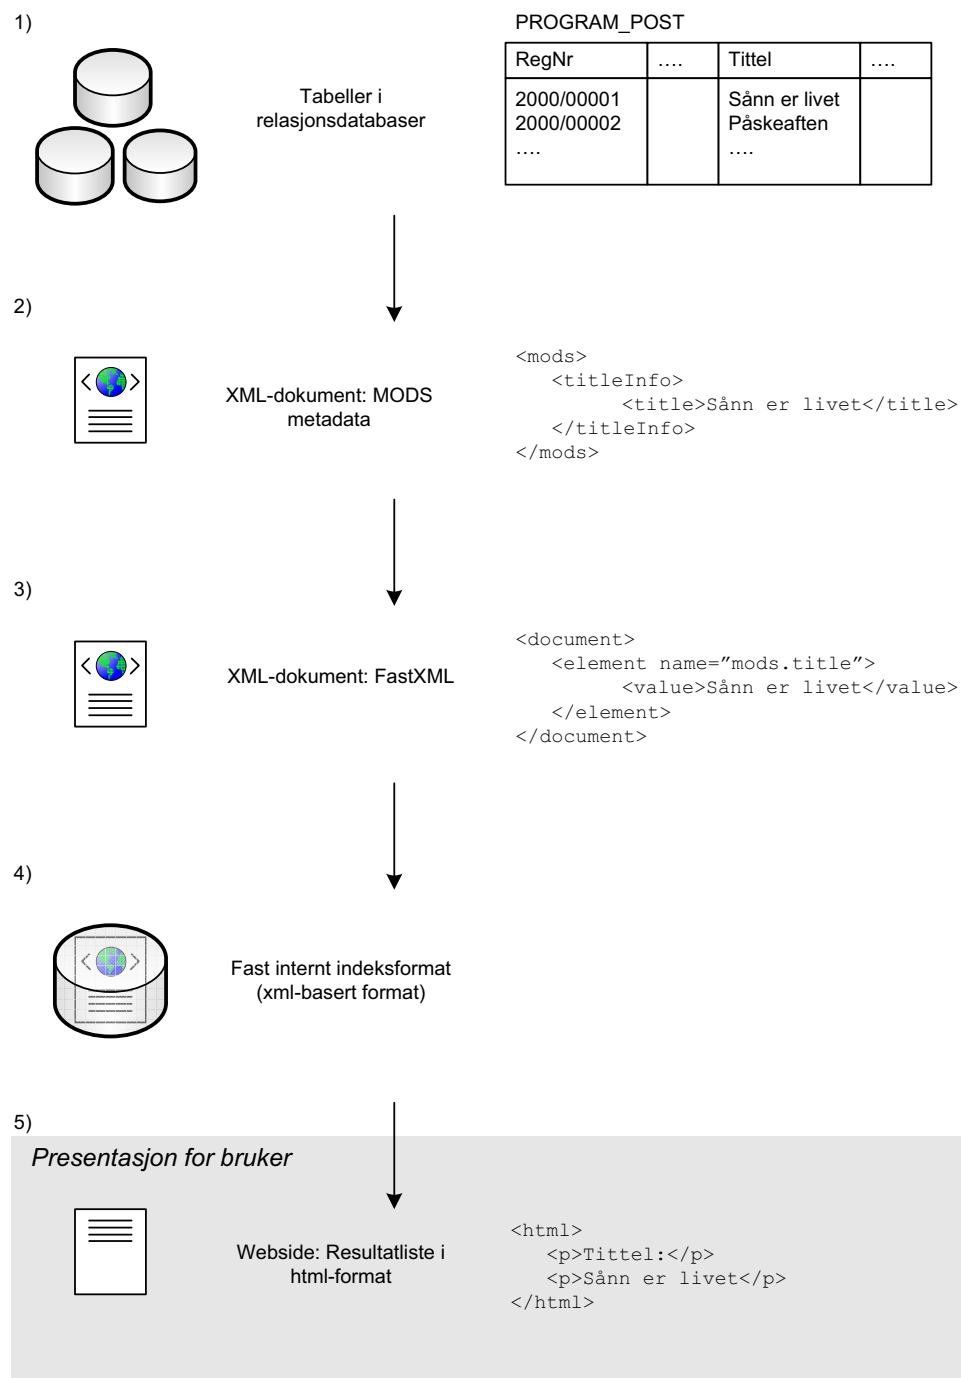 1)
PROGRAM_POST
RegNr …. Tittel ….
Tabeller i
relasjonsdatabaser
2000/00001 Sånn er livet
2000/00002 Påskeaften
…. ….
2)
XML-dokument: MODS
metadata
<mods>
<titleInfo>
<title>Sånn er livet</title>
</titleInfo>
</mods>
3)
XML-dokument: FastXML
<document>
<element name=”mods.title”>
<value>Sånn er livet</value>
</element>
</document>
4)
Fast internt indeksformat
(xml-basert format)
5)
Presentasjon for bruker
Webside: Resultatliste i
html-format
<html>
<p>Tittel:</p>
<p>Sånn er livet</p>
</html>